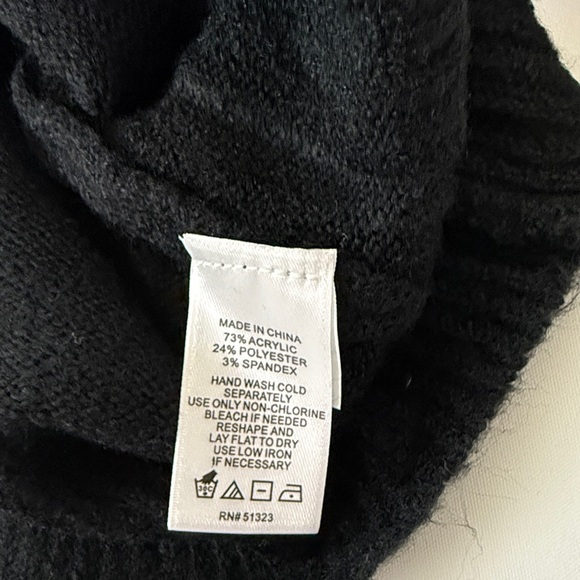 MADE IN CHINA
73% ACRYLIC
24% POLYESTER
3% SPANDEX
HAND WASH COLD
SEPARATELY
USE ONLY NON-CHLORINE
BLEACH IF NEEDED
RESHAPE AND
LAY FLAT TO DRY
USE LOW IRON
IF NECESSARY
30C
RN# 51323